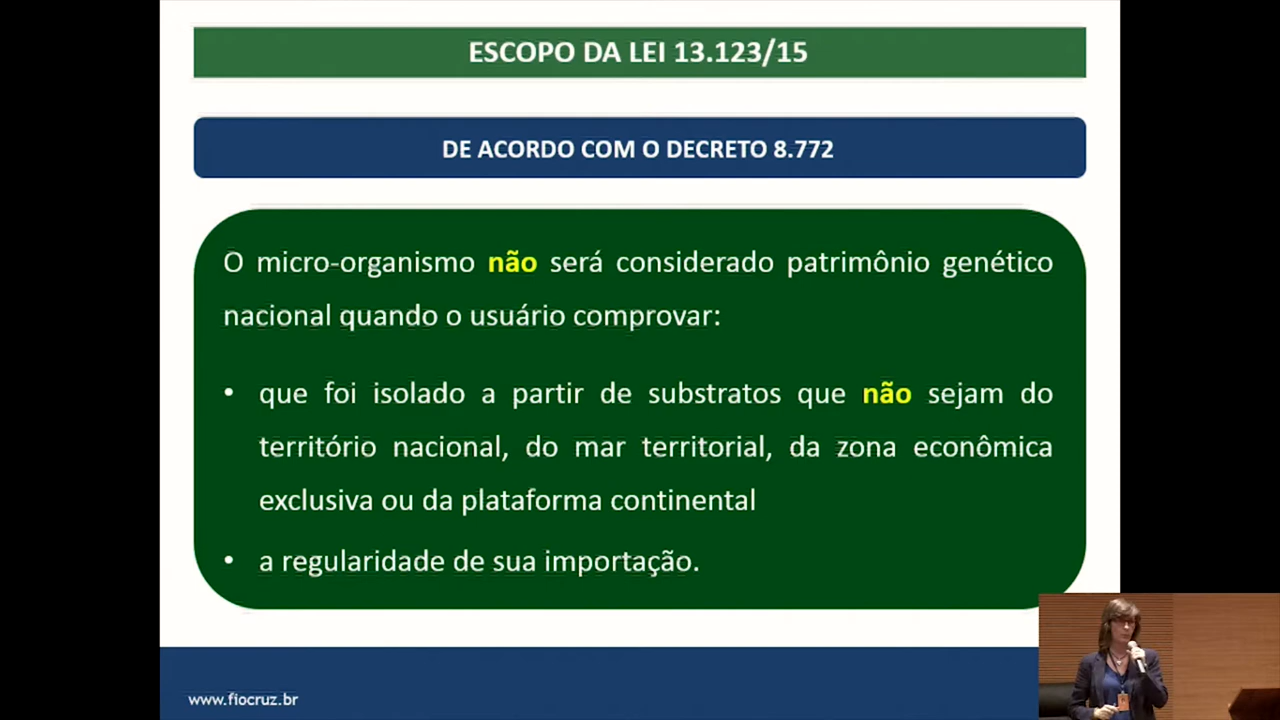 ESCOPO DA LEI 13.123/15
DE ACORDO COM O DECRETO 8.772
O micro-organismo não será considerado patrimônio genético
nacional quando o usuário comprovar:
• que foi isolado a partir de substratos que não sejam do
território nacional, do mar territorial, da zona econômica
exclusiva ou da plataforma continental
• a regularidade de sua importação.
www.fiocruz.br